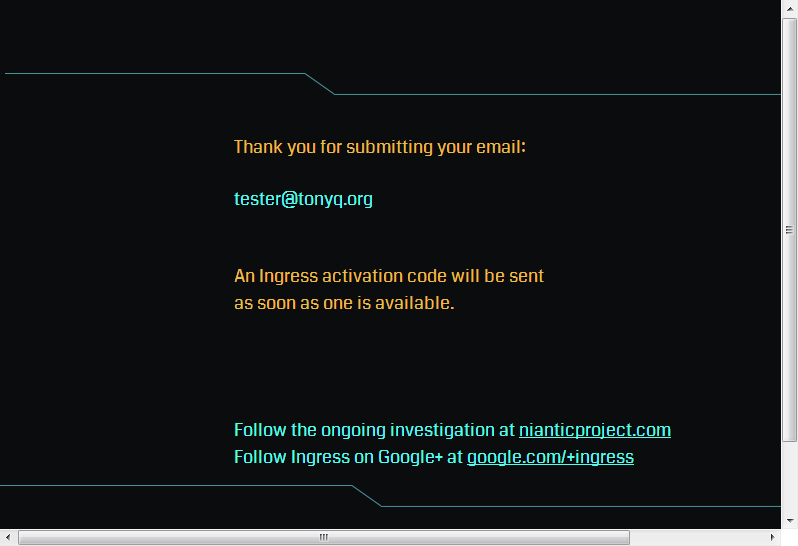 Thank you for submitting your email:
tester@tonyq.org
An Ingress activation code will be sent
as soon as one is available.
Follow the ongoing investigation at nianticproject.com
Follow Ingress on Google+ at google.com/+ingress